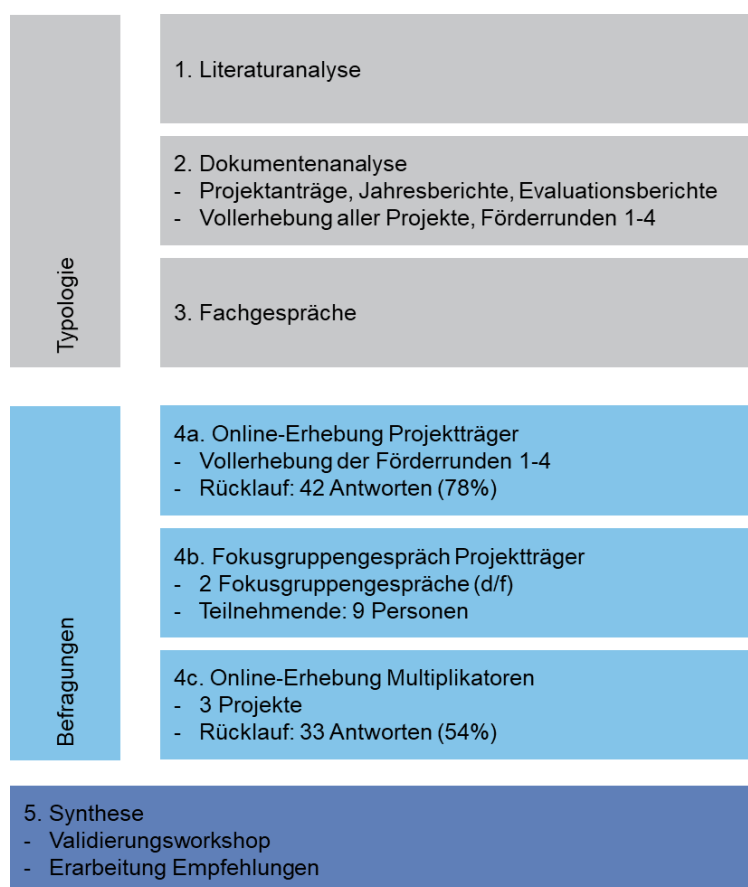 Typologie
1. Literaturanalyse
2. Dokumentenanalyse
- Projektanträge, Jahresberichte, Evaluationsberichte
- Vollerhebung aller Projekte, Förderrunden 1-4
3. Fachgespräche
Befragungen
4a. Online-Erhebung Projektträger
- Vollerhebung der Förderrunden 1-4
- Rücklauf: 42 Antworten (78%)
4b. Fokusgruppengespräch Projektträger
- 2 Fokusgruppengespräche (d/f)
- Teilnehmende: 9 Personen
4c. Online-Erhebung Multiplikatoren
- 3 Projekte
- Rücklauf: 33 Antworten (54%)
5. Synthese
- Validierungsworkshop
- Erarbeitung Empfehlungen